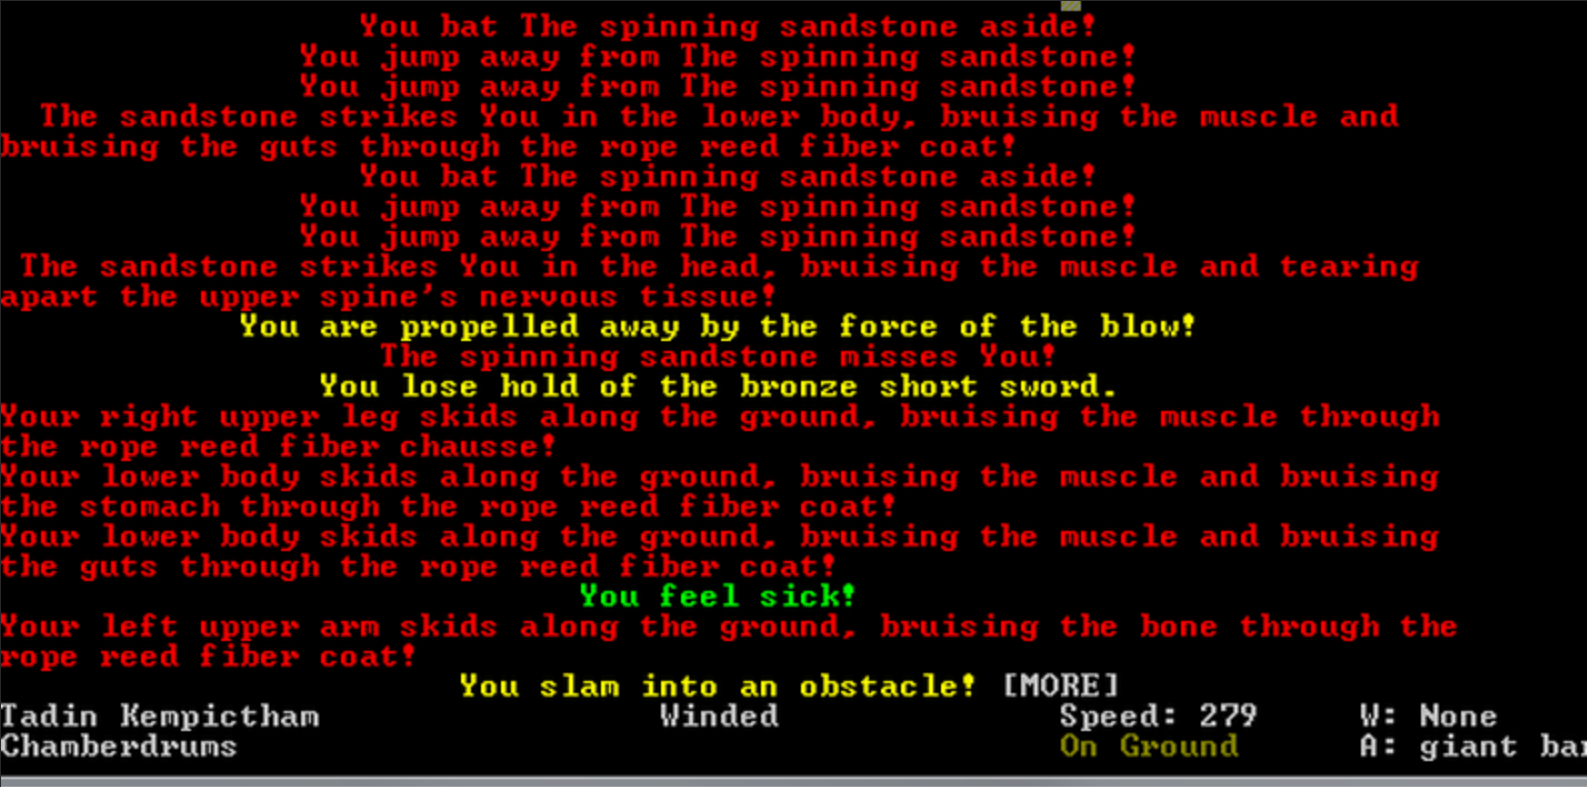 You bat The spinning sandstone aside!
You jump away from The spinning sandstone!
You jump away from The spinning sandstone!
The sandstone strikes You in the lower body, bruising the muscle and
bruising the guts through the rope reed fiber coat!
You bat The spinning sandstone aside!
You jump away from The spinning sandstone!
You jump away from The spinning sandstone!
The sandstone strikes You in the head, bruising the muscle and tearing
apart the upper spine's nervous tissue!
You are propelled away by the force of the blow!
The spinning sandstone misses You!
You lose hold of the bronze short sword.
Your right upper leg skids along the ground, bruising the muscle through
the rope reed fiber chausse!
Your lower body skids along the ground, bruising the muscle and bruising
the stomach through the rope reed fiber coat!
Your lower body skids along the ground, bruising the muscle and bruising
the guts through the rope reed fiber coat!
You feel sick!
Your left upper arm skids along the ground, bruising the bone through the
rope reed fiber coat!
You slam into an obstacle! [MORE]
Tadin Kempictham Winded Speed: 279 W: None
Chamberdrums On Ground A: giant